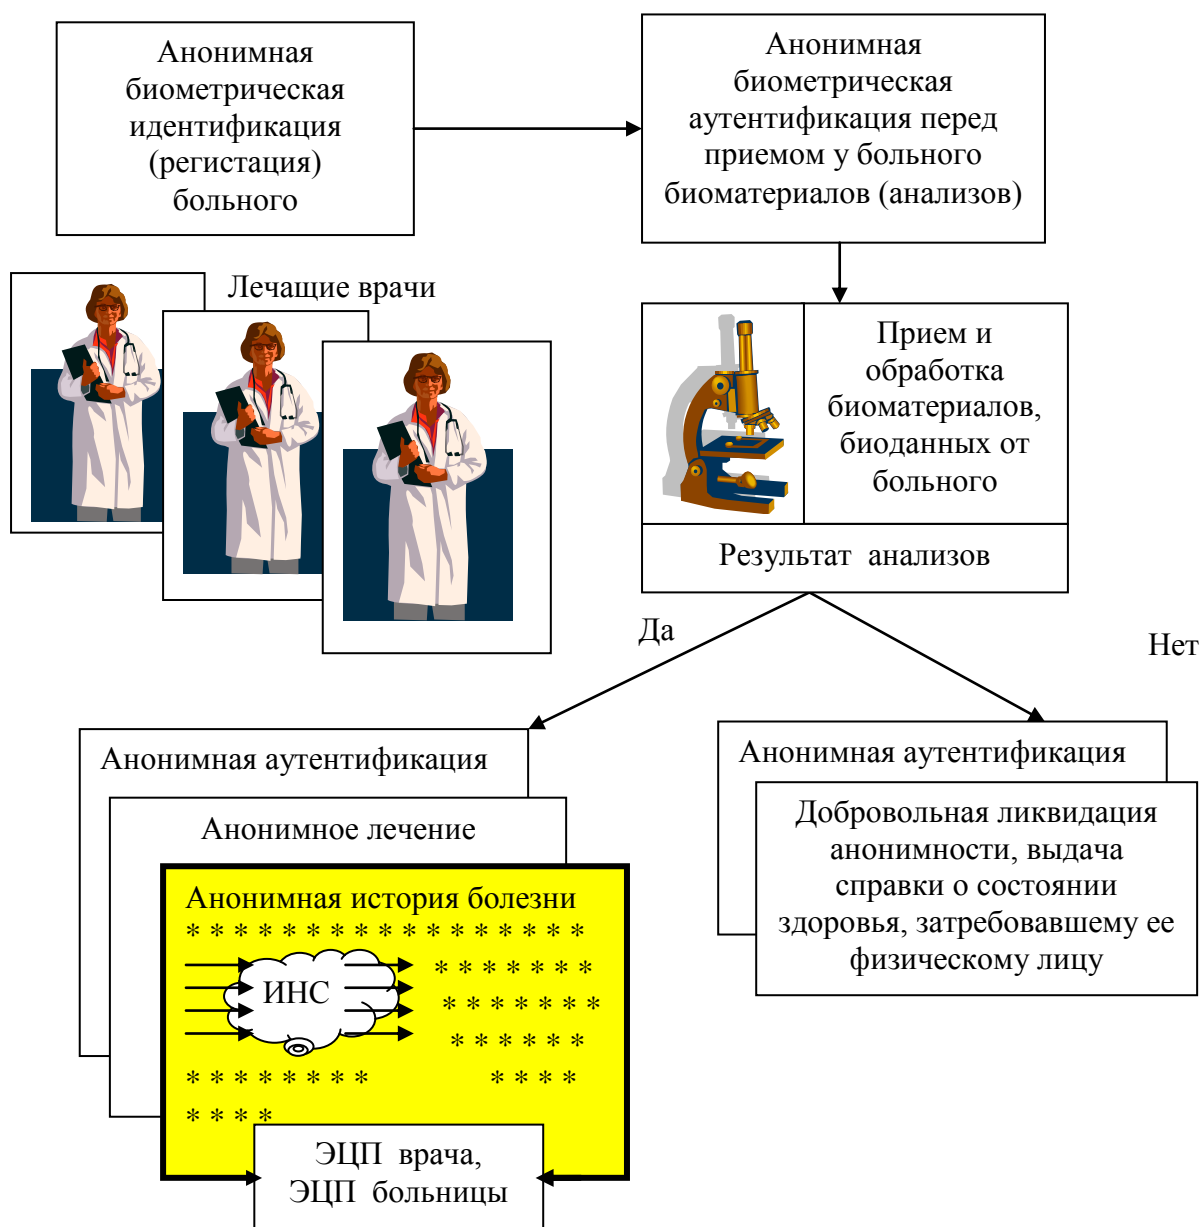 Анонимная
биометрическая
идентификация
(регистация)
больного
Анонимная
биометрическая
аутентификация перед
приемом у больного
биоматериалов (анализов)
Лечащие врачи
Прием и
обработка
биоматериалов,
биоданных от
больного
Результат анализов
Да
Нет
Анонимная аутентификация
Анонимное лечение
Анонимная история болезни
* * * * * * * * * * * * * * * * *
ИНС
* * * * * * *
* * * * * * *
* * * * * *
* * * * * * * * * * * *
* * * *
ЭЦП врача,
ЭЦП больницы
Анонимная аутентификация
Добровольная ликвидация
анонимности, выдача
справки о состоянии
здоровья, затребовавшему ее
физическому лицу